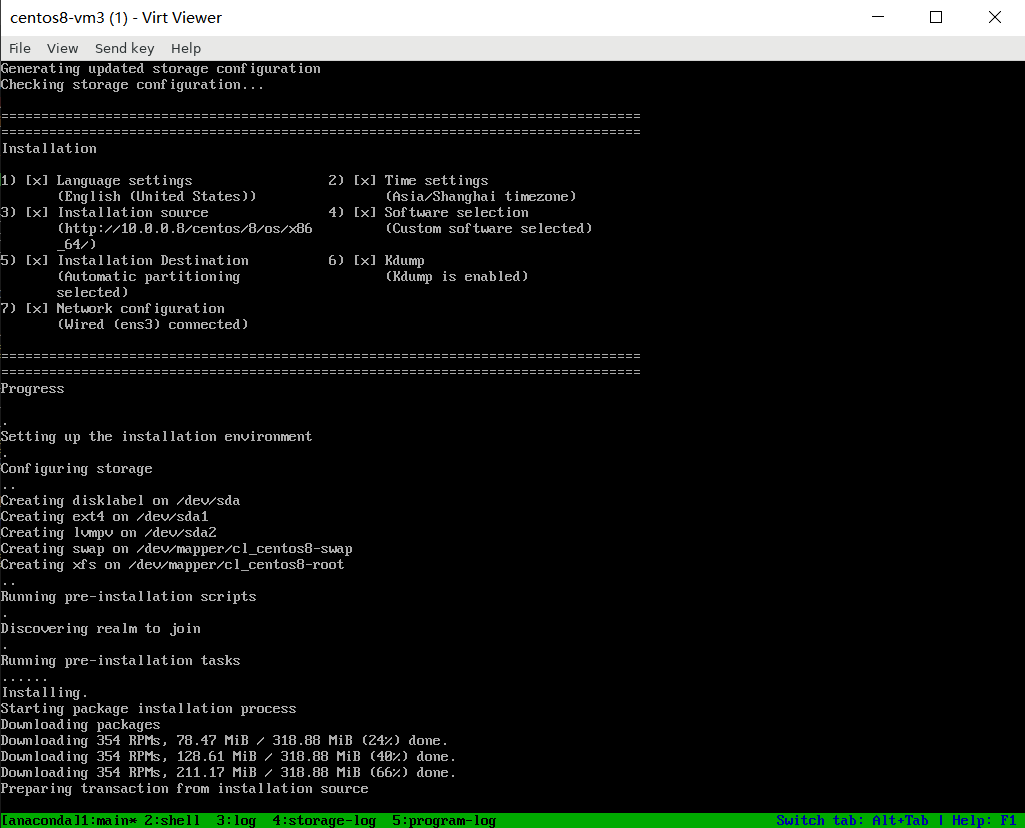 centos8-vm3 (1) - Virt Viewer
File View Send key Help
Generating updated storage configuration
Checking storage configuration...
================================================================================
================================================================================
Installation
1) [x] Language settings 2) [x] Time settings
(English (United States)) (Asia/Shanghai timezone)
3) [x] Installation source 4) [x] Software selection
(http://10.0.0.8/centos/8/os/x86 (Custom software selected)
_64/)
5) [x] Installation Destination 6) [x] Kdump
(Automatic partitioning (Kdump is enabled)
selected)
7) [x] Network configuration
(Wired (ens3) connected)
================================================================================
================================================================================
Progress
.
Setting up the installation environment
.
Configuring storage
..
Creating disklabel on /dev/sda
Creating ext4 on /dev/sda1
Creating lvmpv on /dev/sda2
Creating swap on /dev/mapper/cl_centos8-swap
Creating xfs on /dev/mapper/cl_centos8-root
..
Running pre-installation scripts
.
Discovering realm to join
.
Running pre-installation tasks
......
Installing.
Starting package installation process
Downloading packages
Downloading 354 RPMs, 78.47 MiB / 318.88 MiB (24%) done.
Downloading 354 RPMs, 128.61 MiB / 318.88 MiB (40%) done.
Downloading 354 RPMs, 211.17 MiB / 318.88 MiB (66%) done.
Preparing transaction from installation source
[anaconda]1:main* 2:shell 3:log 4:storage-log 5:program-log Switch tab: Alt+Tab | Help: F1